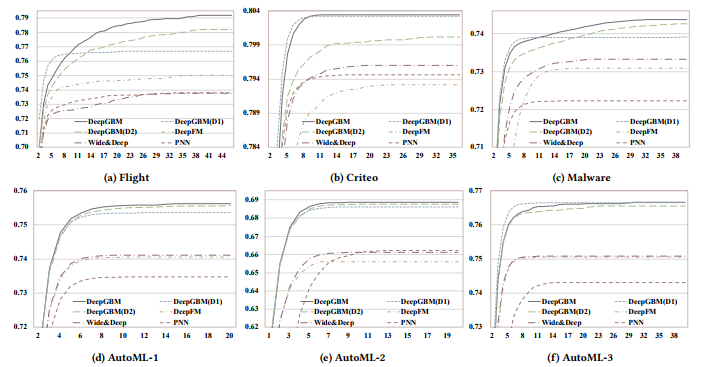 0.79
0.78
0.77
0.76
0.75
0.74
0.73
0.72
0.71
0.70
2 5 8 11 14 17 20 23 26 29 32 35 38 41 44
DeepGBM DeepGBM(D1)
DeepGBM(D2) DeepFM
Wide&Deep PNN
(a) Flight
0.804
0.799
0.794
0.789
0.784
2 5 8 11 14 17 20 23 26 29 32 35
DeepGBM DeepGBM(D1)
DeepGBM(D2) DeepFM
Wide&Deep PNN
(b) Criteo
0.74
0.73
0.72
0.71
2 5 8 11 14 17 20 23 26 29 32 35 38
DeepGBM DeepGBM(D1)
DeepGBM(D2) DeepFM
Wide&Deep PNN
(c) Malware
0.76
0.75
0.74
0.73
0.72
2 4 6 8 10 12 14 16 18 20
DeepGBM DeepGBM(D1)
DeepGBM(D2) DeepFM
Wide&Deep PNN
(d) AutoML-1
0.69
0.68
0.67
0.66
0.65
0.64
0.63
0.62
1 3 5 7 9 11 13 15 17 19
DeepGBM DeepGBM(D1)
DeepGBM(D2) DeepFM
Wide&Deep PNN
(e) AutoML-2
0.77
0.76
0.75
0.74
0.73
2 5 8 11 14 17 20 23 26 29 32 35 38
DeepGBM DeepGBM(D1)
DeepGBM(D2) DeepFM
Wide&Deep PNN
(f) AutoML-3